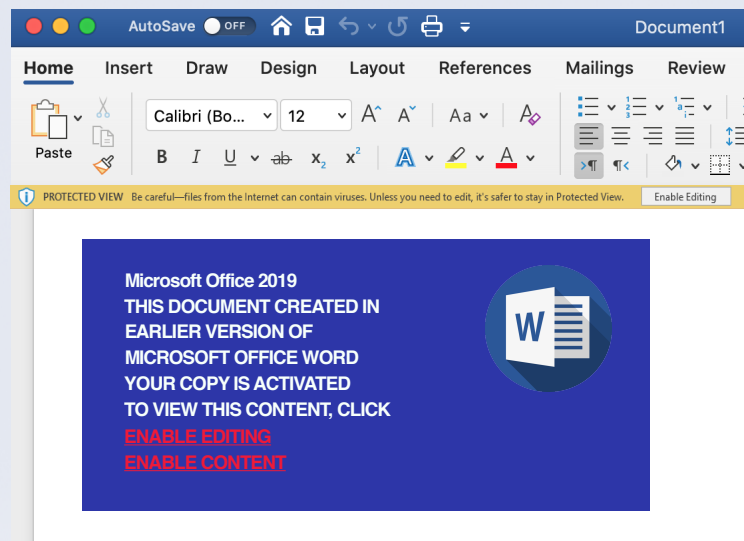 AutoSave OFF Document1
Home Insert Draw Design Layout References Mailings Review
Calibri (Bo... 12 A A Aa A
Paste
B I U ab x2 x2 A A
PROTECTED VIEW Be careful—files from the Internet can contain viruses. Unless you need to edit, it's safer to stay in Protected View. Enable Editing
Microsoft Office 2019
THIS DOCUMENT CREATED IN
EARLIER VERSION OF
MICROSOFT OFFICE WORD
YOUR COPY IS ACTIVATED
TO VIEW THIS CONTENT, CLICK
ENABLE EDITING
ENABLE CONTENT
W